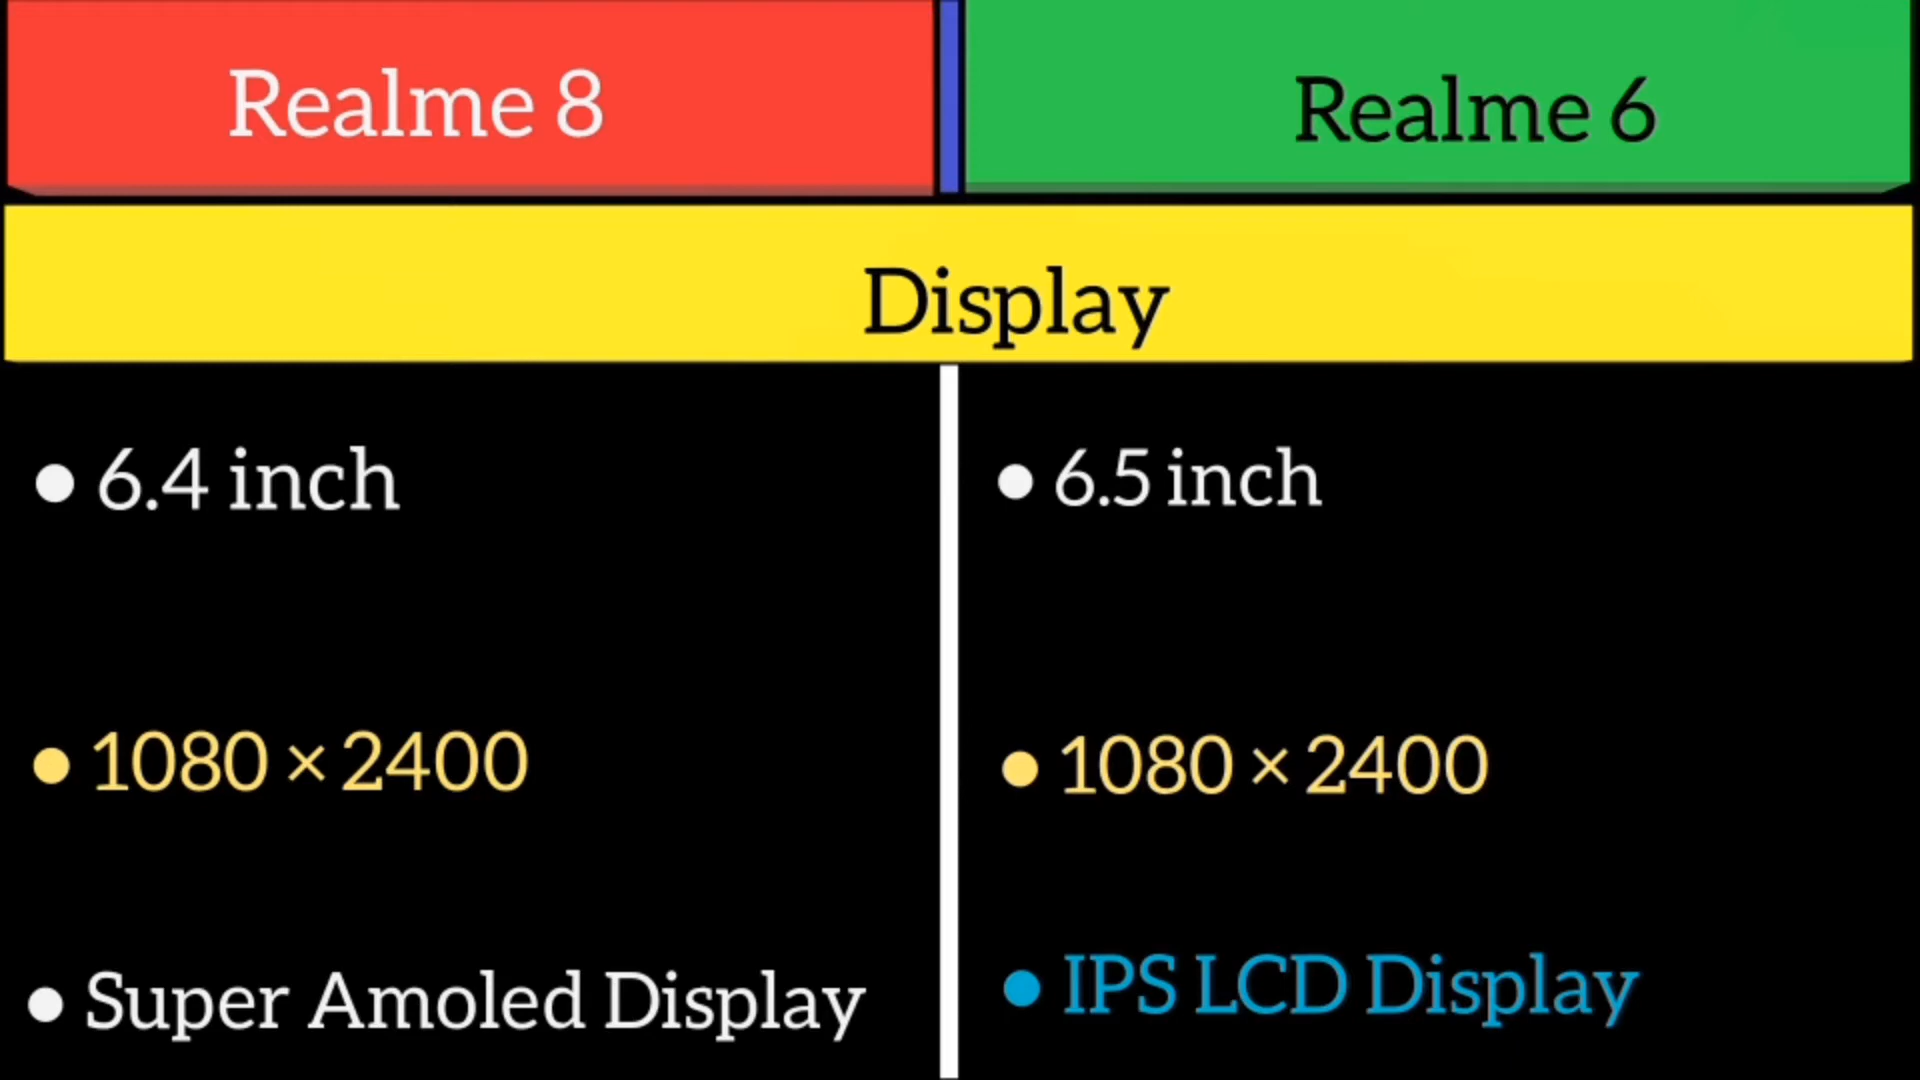 Realme 8
Realme 6
Display
● 6.4 inch
● 6.5 inch
● 1080 × 2400
● 1080 × 2400
● Super Amoled Display
● IPS LCD Display